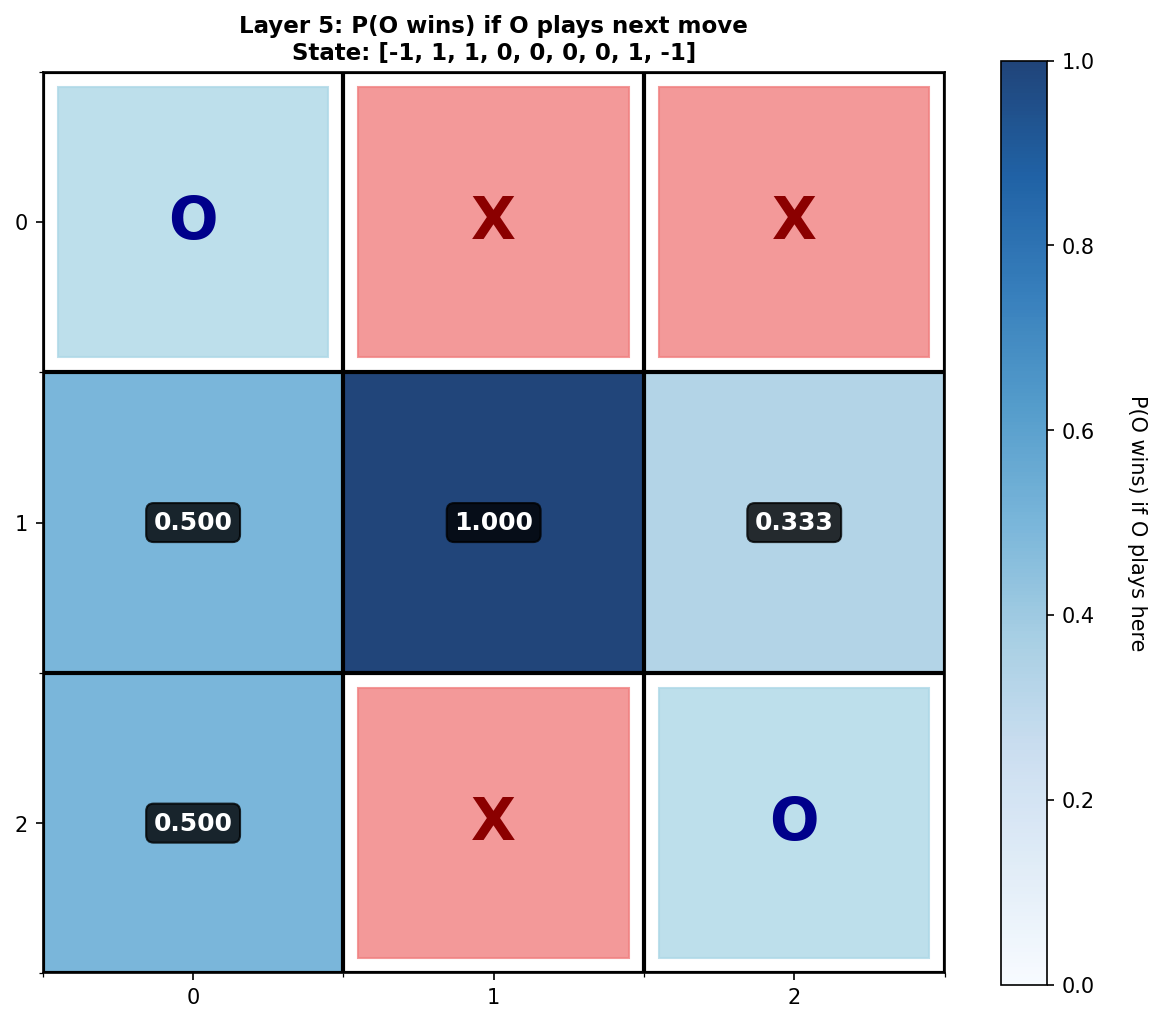 Layer 5: P(O wins) if O plays next move
State: [-1, 1, 1, 0, 0, 0, 0, 1, -1]
0
O
X
X
1
0.500
1.000
0.333
2
0.500
X
O
0
1
2
1.0
0.8
0.6
0.4
0.2
0.0
P(O wins) if O plays here